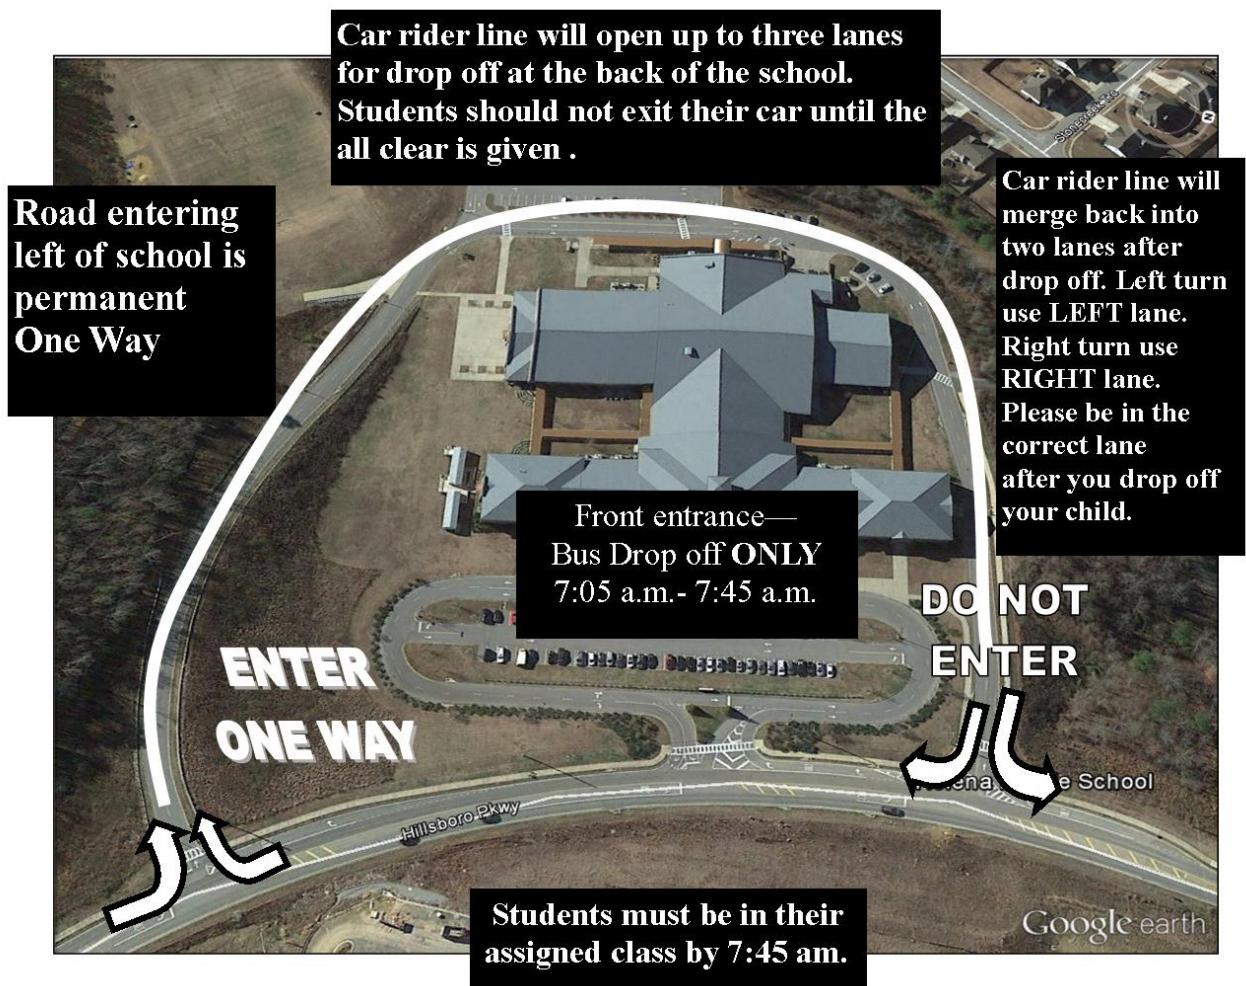 Car rider line will open up to three lanes
for drop off at the back of the school.
Students should not exit their car until the
all clear is given .
Road entering
left of school is
permanent
One Way
Car rider line will
merge back into
two lanes after
drop off. Left turn
use LEFT lane.
Right turn use
RIGHT lane.
Please be in the
correct lane
after you drop off
your child.
Front entrance—
Bus Drop off ONLY
7:05 a.m.- 7:45 a.m.
DO NOT
ENTER
ENTER
ONE WAY
School
Hillsboro Pkwy
Students must be in their
assigned class by 7:45 am.
Google earth
N